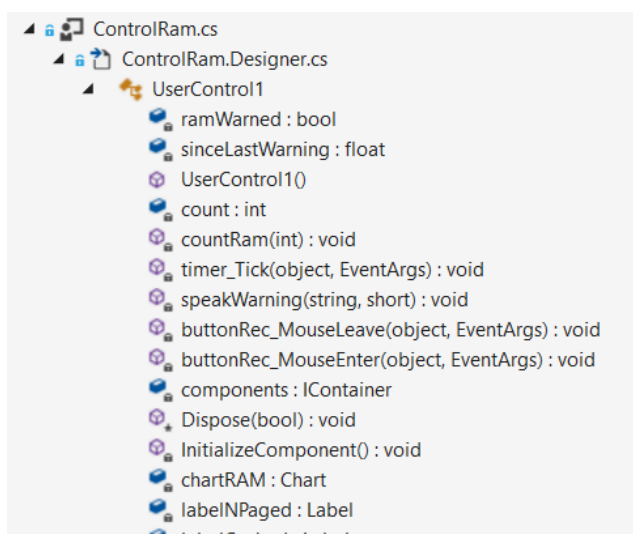 ControlRam.cs
ControlRam.Designer.cs
UserControl1
ramWarned : bool
sinceLastWarning : float
UserControl1()
count : int
countRam(int) : void
timer_Tick(object, EventArgs) : void
speakWarning(string, short) : void
buttonRec_MouseLeave(object, EventArgs) : void
buttonRec_MouseEnter(object, EventArgs) : void
components : IContainer
Dispose(bool) : void
InitializeComponent() : void
chartRAM : Chart
labelNPaged : Label